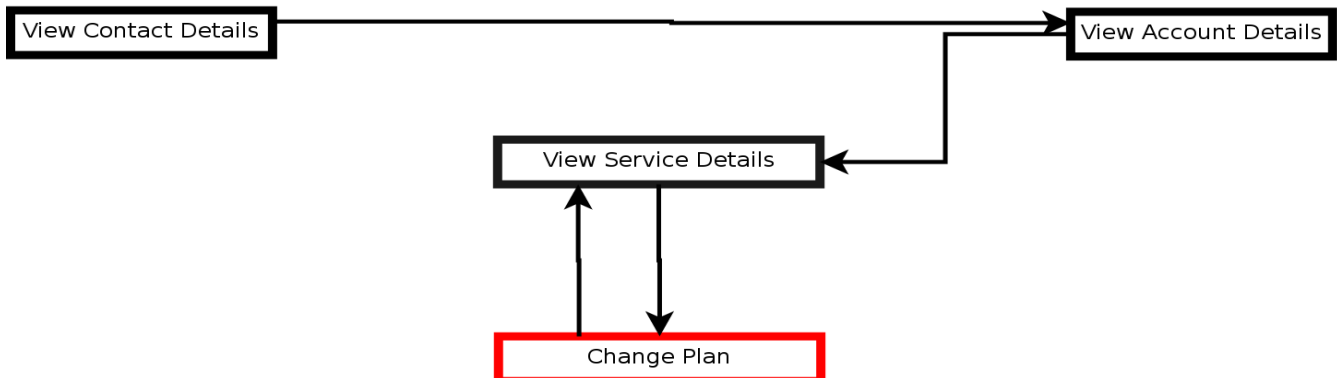 View Contact Details
View Account Details
View Service Details
Change Plan